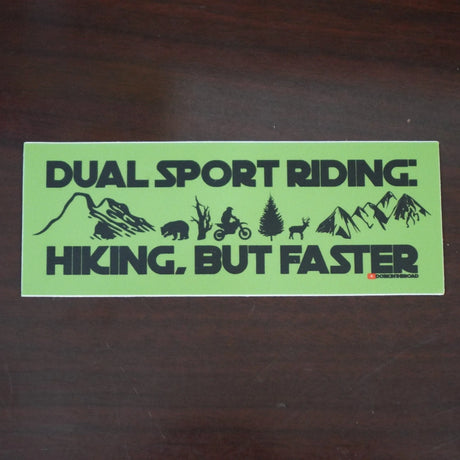 DUAL SPORT RIDING:
HIKING, BUT FASTER